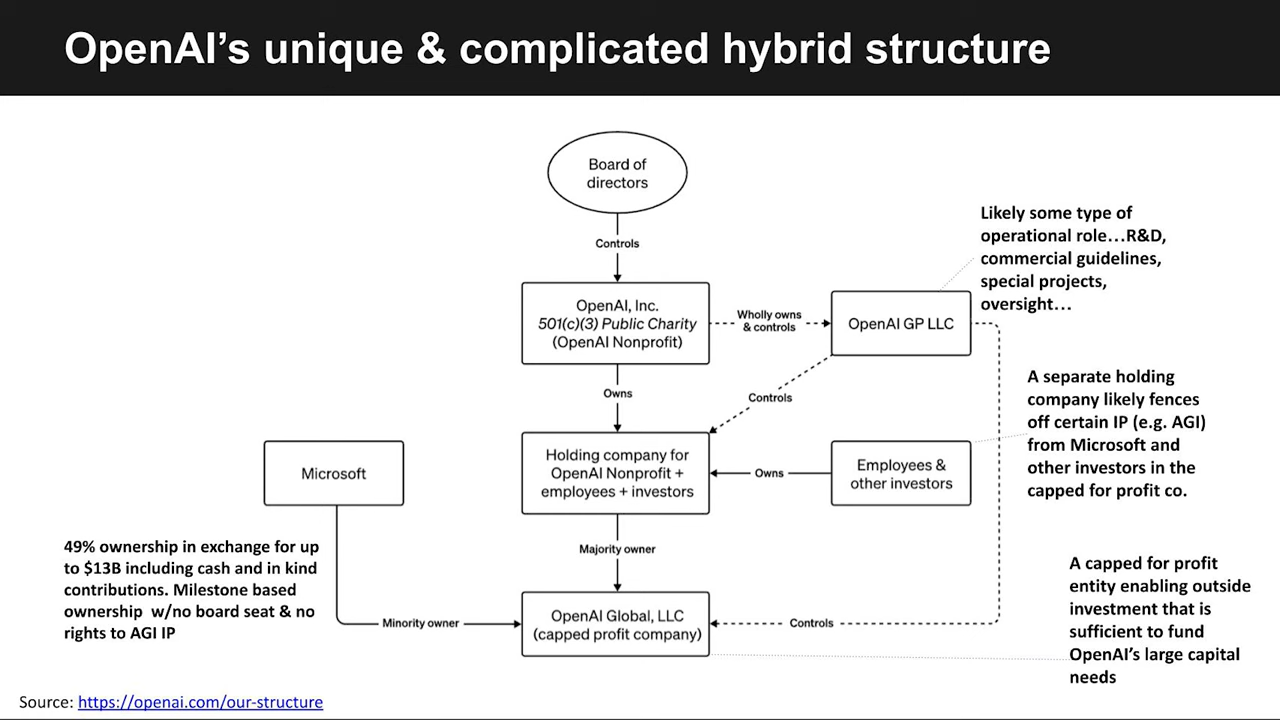 OpenAI’s unique & complicated hybrid structure
Board of
directors
Controls
Likely some type of
operational role…R&D,
commercial guidelines,
special projects,
oversight…
OpenAI, Inc.
501(c)(3) Public Charity
(OpenAI Nonprofit)
Wholly owns
& controls
OpenAI GP LLC
Owns
Controls
A separate holding
company likely fences
off certain IP (e.g. AGI)
from Microsoft and
other investors in the
capped for profit co.
Microsoft
Holding company for
OpenAI Nonprofit +
employees + investors
Owns
Employees &
other investors
49% ownership in exchange for up
to $13B including cash and in kind
contributions. Milestone based
ownership w/no board seat & no
rights to AGI IP
Majority owner
A capped for profit
entity enabling outside
investment that is
sufficient to fund
OpenAI’s large capital
needs
Minority owner
OpenAI Global, LLC
(capped profit company)
Controls
Source: https://openai.com/our-structure